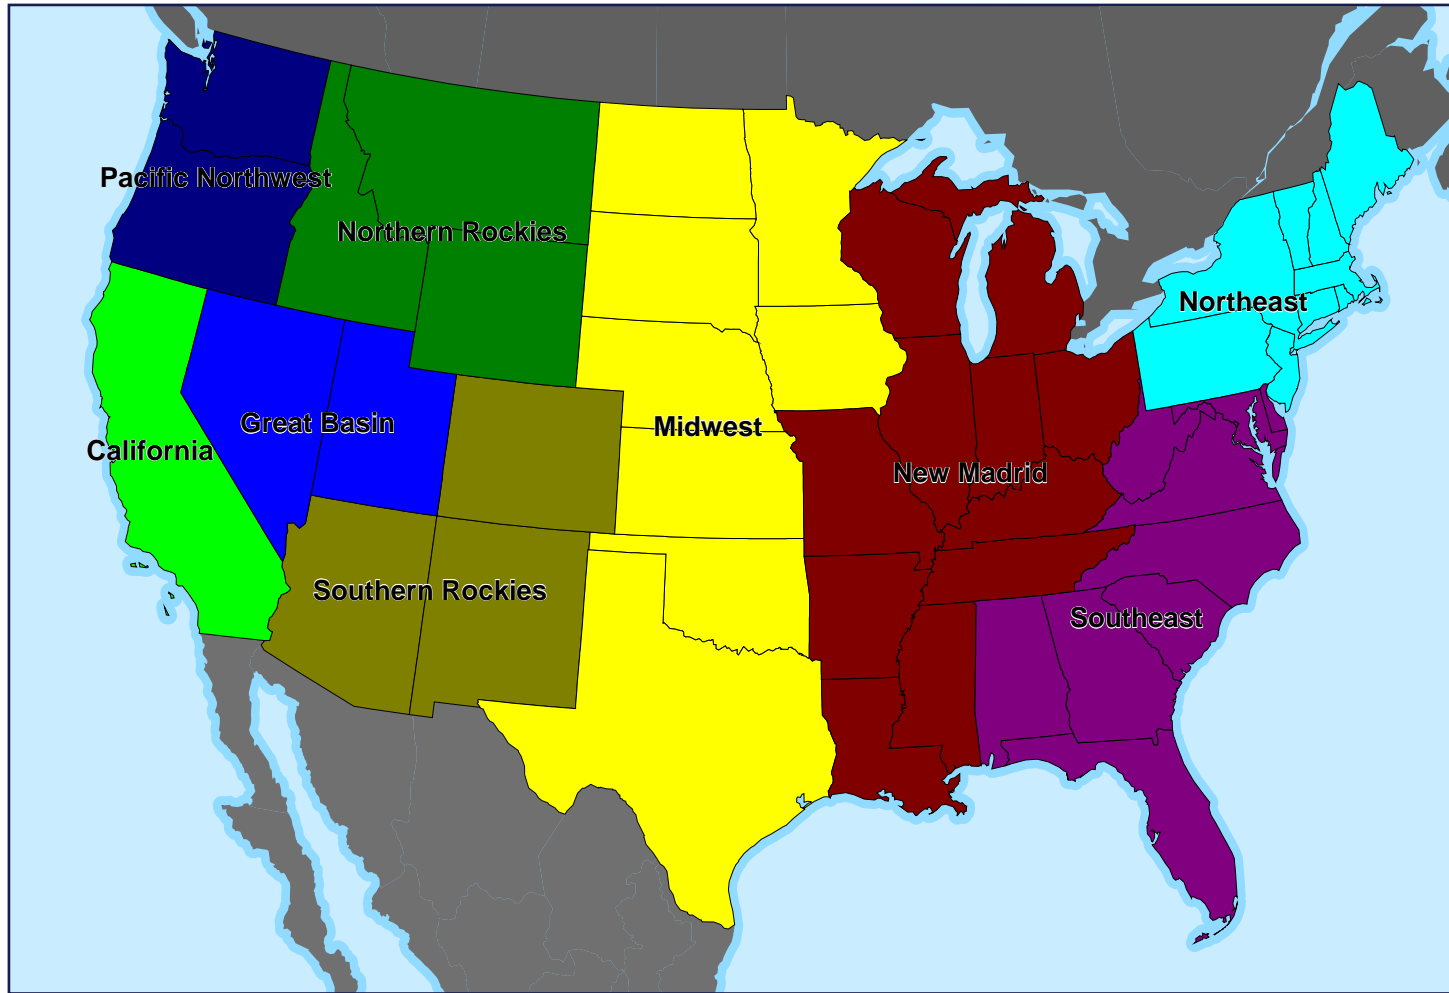 Pacific Northwest
Northern Rockies
Northeast
Great Basin
Midwest
California
New Madrid
Southern Rockies
Southeast